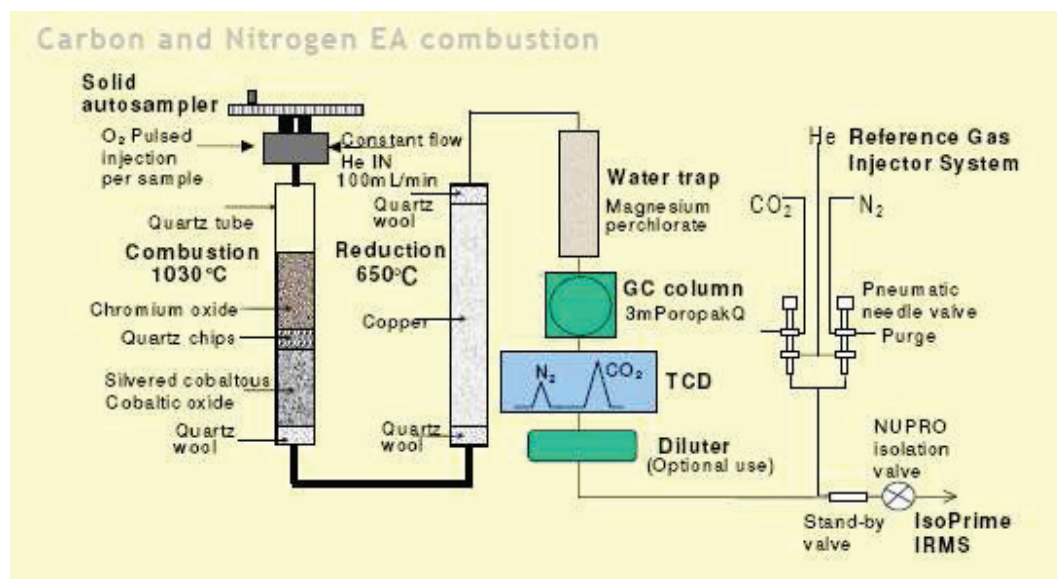 Carbon and Nitrogen EA combustion
Solid
autosampler
O₂ Pulsed
injection
per sample
Constant flow
He IN
100mL/min
Quartz tube
Combustion
1030°C
Chromium oxide
Quartz chips
Silvered cobaltous
Cobaltic oxide
Quartz
wool
Quartz
wool
Reduction
650°C
Copper
Quartz
wool
Water trap
Magnesium
perchlorate
GC column
3mPoropakQ
N₂
CO₂
TCD
Diluter
(Optional use)
He
Reference Gas
Injector System
CO₂
N₂
Pneumatic
needle valve
Purge
NUPRO
isolation
valve
Stand-by
valve
IsoPrime
IRMS